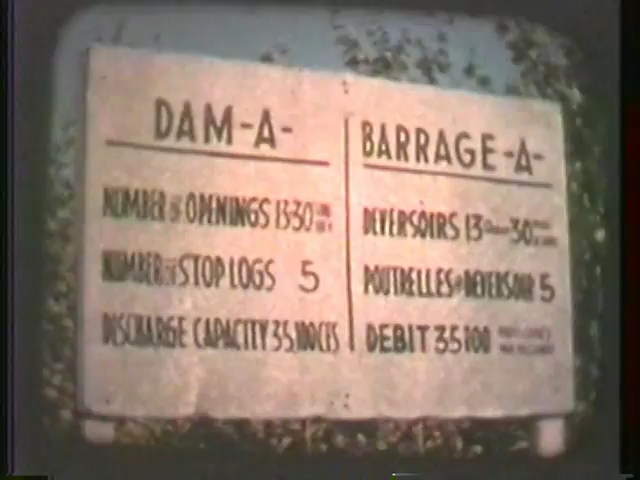 DAM-A-
NUMBER OF OPENINGS 13-30
NUMBER OF STOP LOGS 5
DISCHARGE CAPACITY 35,100 CFS
BARRAGE-A-
DEVERSOIRS 13 30
POUTRELLES DEVERSOIR 5
DEBIT 35100